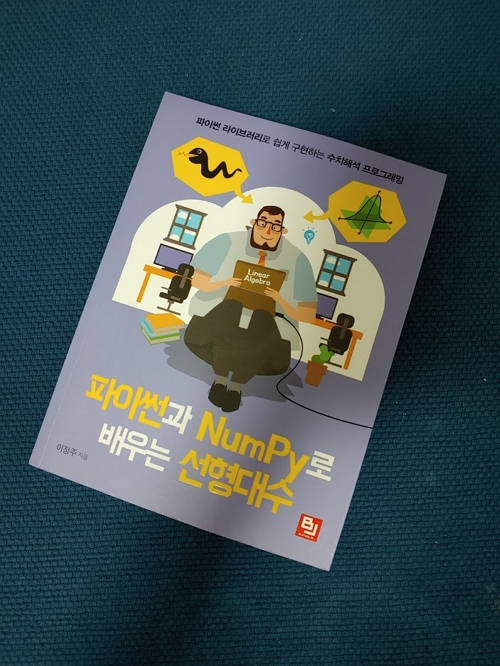 파이썬 라이브러리로 쉽게 구현하는 수치해석 프로그래밍
Linear
Algebra
파이썬과 NumPy로
배우는 선형대수
이정주 지음
BJ